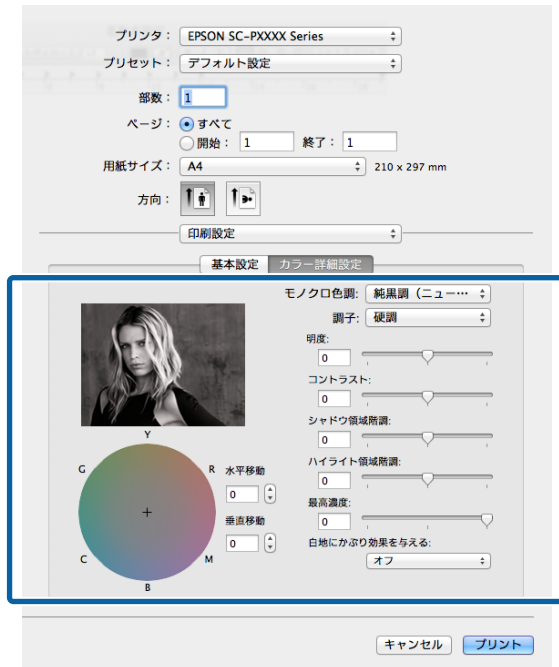 プリンタ： EPSON SC-PXXXX Series
プリセット： デフォルト設定
部数： 1
ページ： すべて
開始： 1 終了： 1
用紙サイズ： A4 210 x 297 mm
方向：
印刷設定
基本設定 カラー詳細設定
モノクロ色調: 純黒調（ニュー…
調子: 硬調
明度:
0
コントラスト:
0
シャドウ領域階調:
0
ハイライト領域階調:
0
最高濃度:
0
白地にかぶり効果を与える:
オフ
Y
G R
C M
B
水平移動
0
垂直移動
0
キャンセル プリント